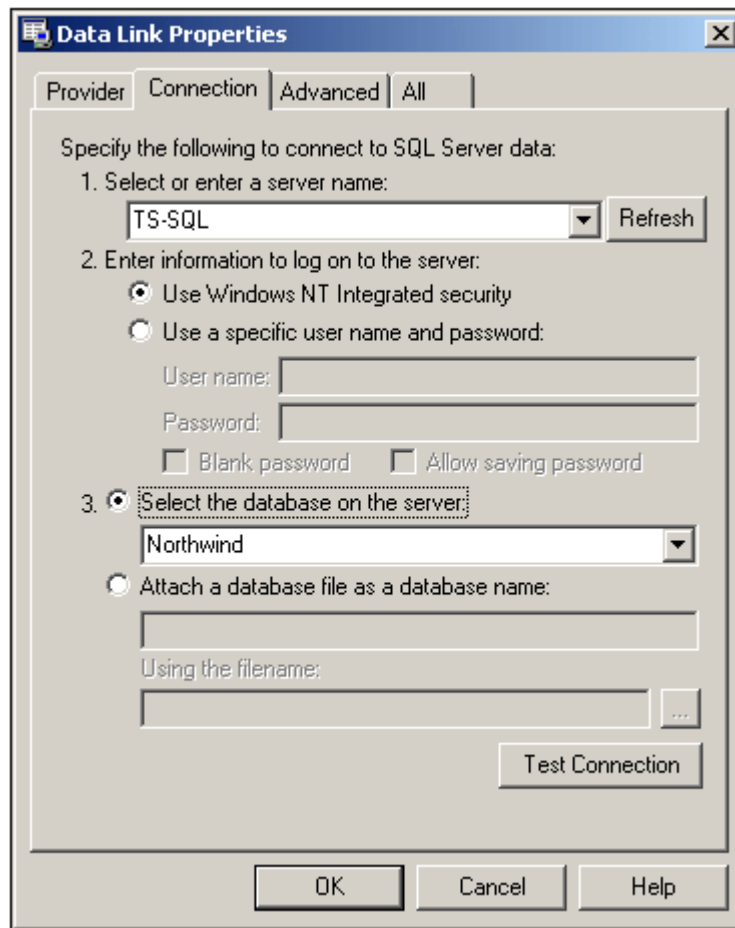 Data Link Properties
Provider Connection Advanced All
Specify the following to connect to SQL Server data:
1. Select or enter a server name:
TS-SQL Refresh
2. Enter information to log on to the server:
Use Windows NT Integrated security
Use a specific user name and password:
User name:
Password:
Blank password Allow saving password
3. Select the database on the server:
Northwind
Attach a database file as a database name:
Using the filename:
...
Test Connection
OK Cancel Help